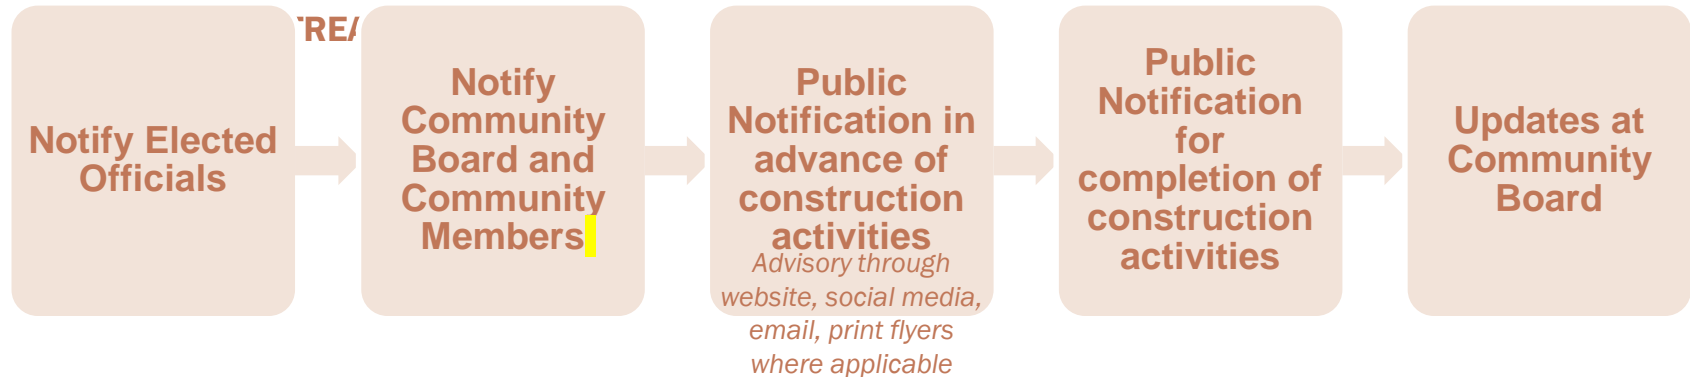 Notify Elected
Officials
Notify
Community
Board and
Community
Members
Public
Notification in
advance of
construction
activities
Advisory through
website, social media,
email, print flyers
where applicable
Public
Notification
for
completion of
construction
activities
Updates at
Community
Board